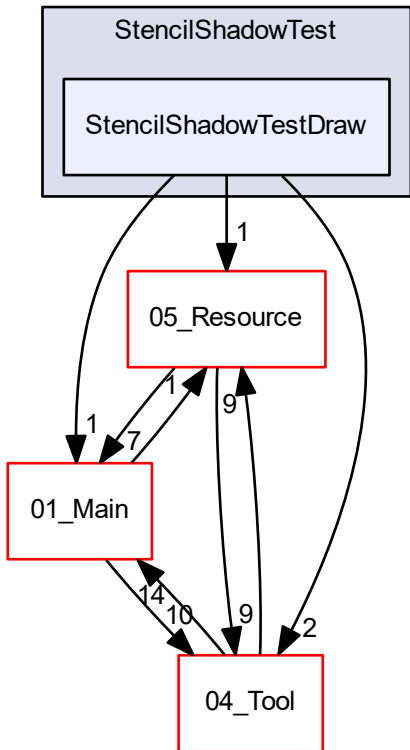 StencilShadowTest
StencilShadowTestDraw
1
05_Resource
1
9
1
7
01_Main
14
10
9
2
04_Tool